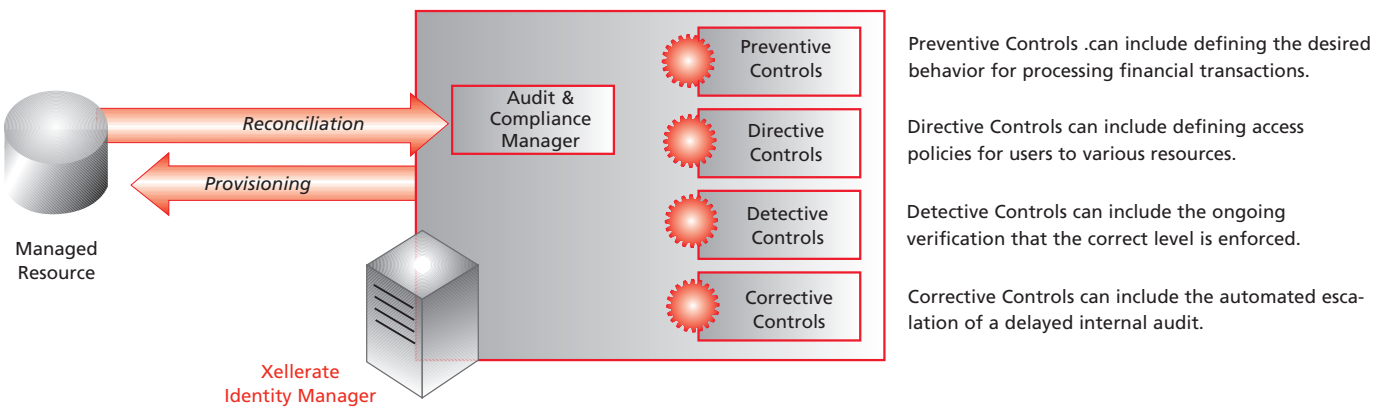 Reconciliation
Provisioning
Managed
Resource
Xellerate
Identity Manager
Audit &
Compliance
Manager
Preventive
Controls
Directive
Controls
Detective
Controls
Corrective
Controls
Preventive Controls .can include defining the desired
behavior for processing financial transactions.
Directive Controls can include defining access
policies for users to various resources.
Detective Controls can include the ongoing
verification that the correct level is enforced.
Corrective Controls can include the automated esca-
lation of a delayed internal audit.